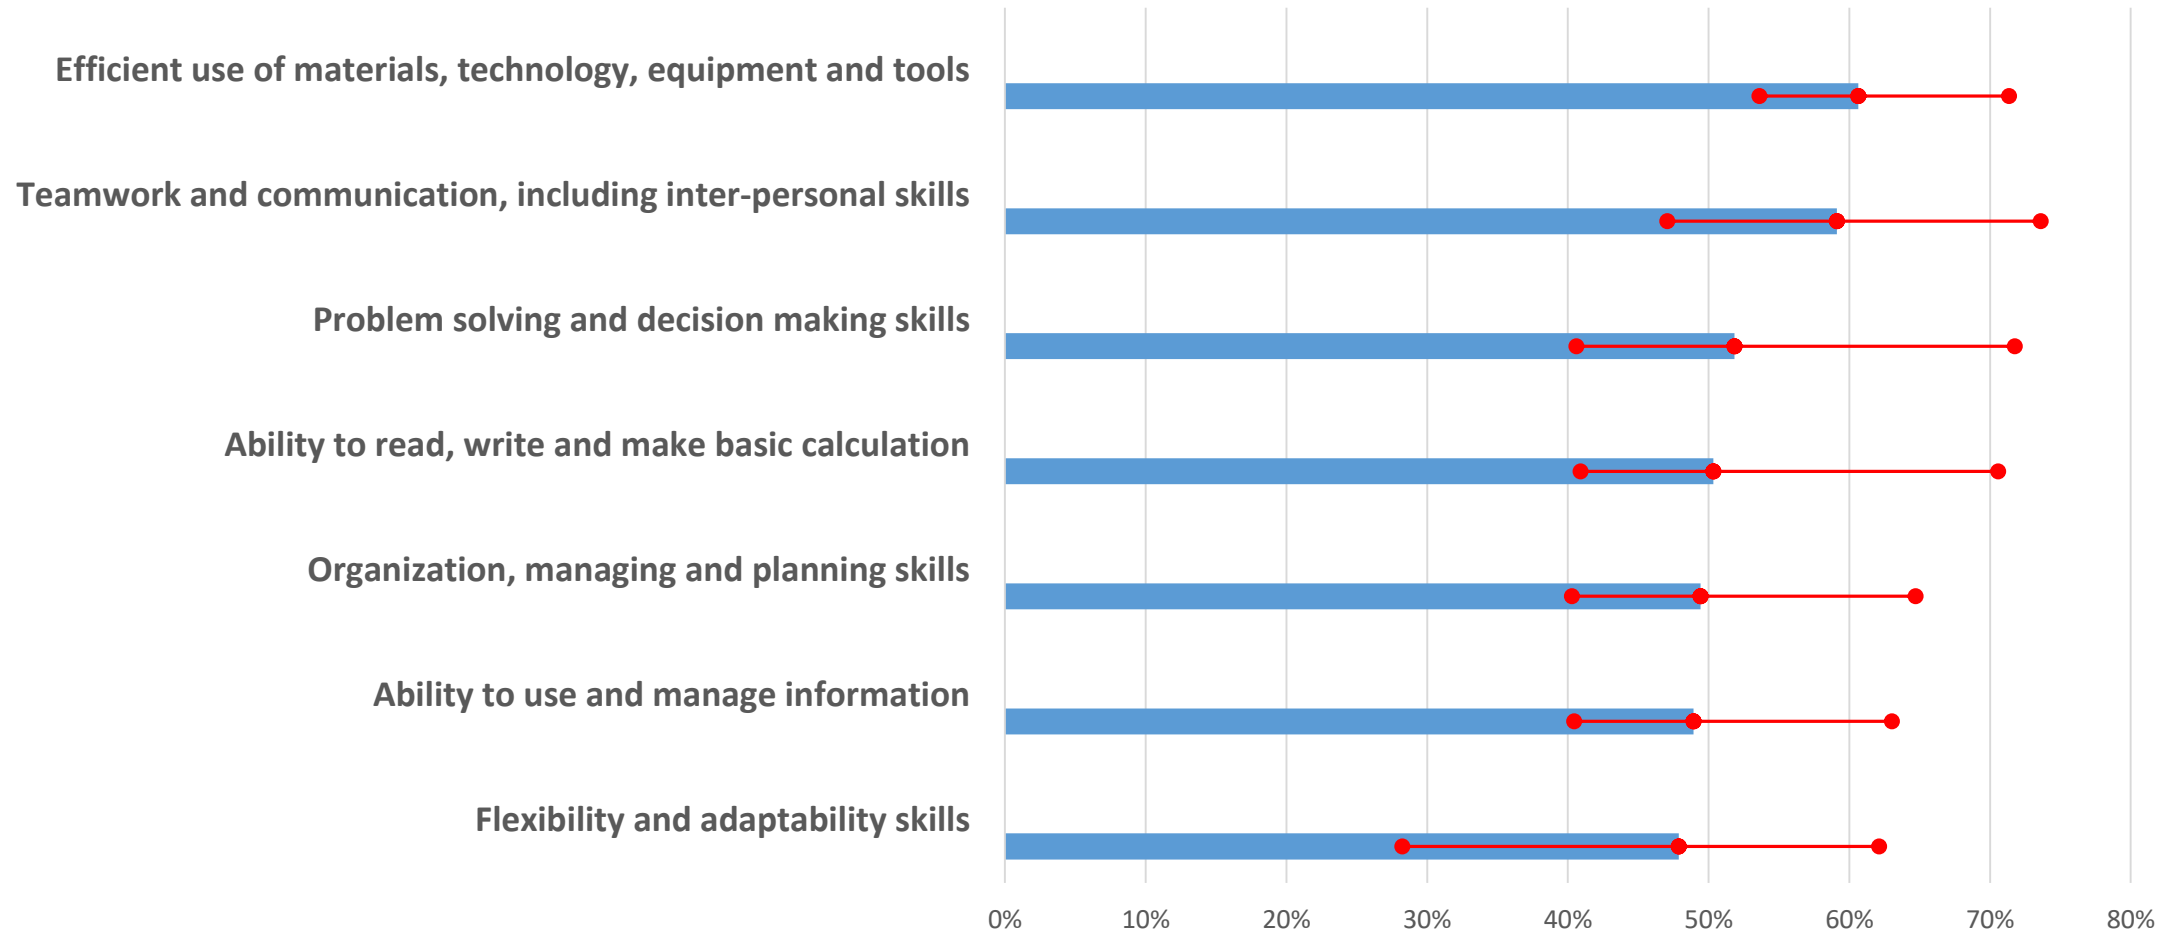 Efficient use of materials, technology, equipment and tools
Teamwork and communication, including inter-personal skills
Problem solving and decision making skills
Ability to read, write and make basic calculation
Organization, managing and planning skills
Ability to use and manage information
Flexibility and adaptability skills
0% 10% 20% 30% 40% 50% 60% 70% 80%